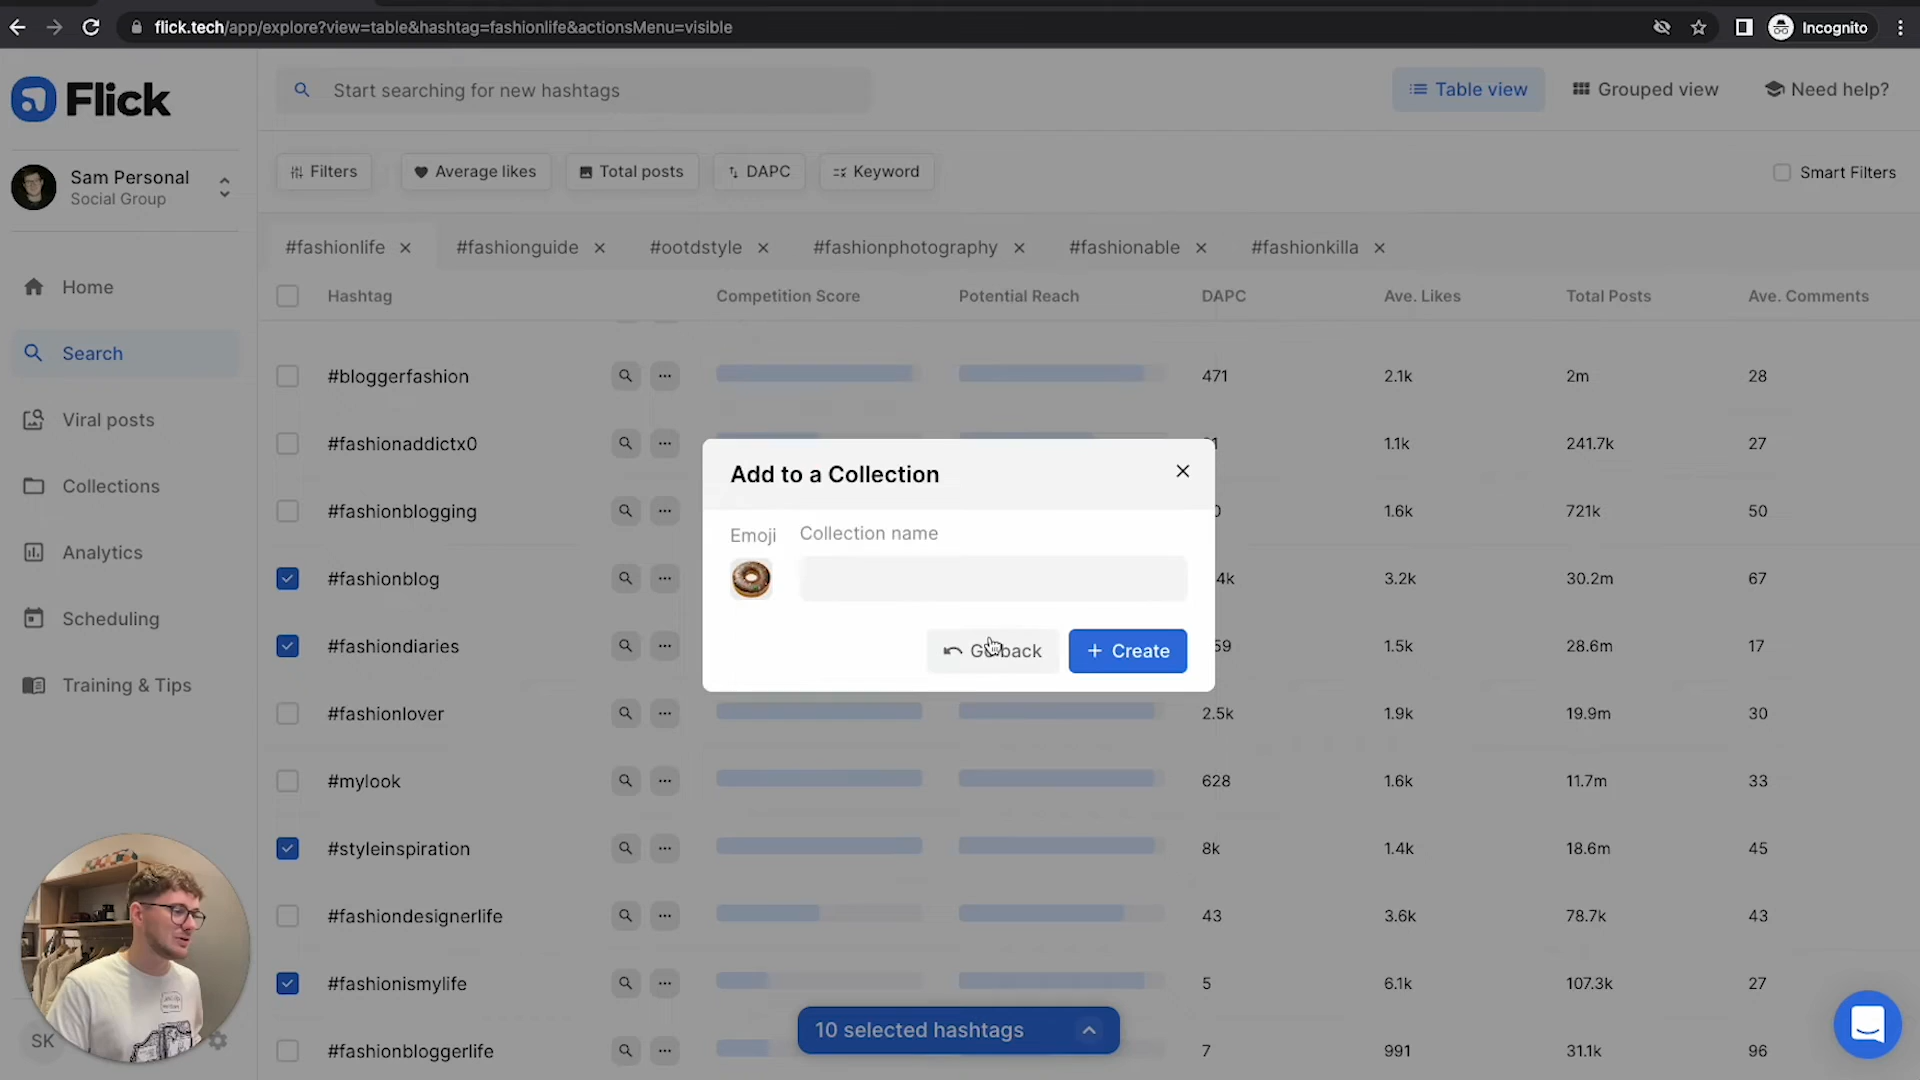 flick.tech/app/explore?view=table&hashtag=fashionlife&actionsMenu=visible
Incognito
Flick
Start searching for new hashtags
Table view
Grouped view
Need help?
Sam Personal
Social Group
Filters
Average likes
Total posts
DAPC
Keyword
Smart Filters
#fashionlife
#fashionguide
#ootdstyle
#fashionphotography
#fashionable
#fashionkilla
Hashtag Competition Score Potential Reach DAPC Ave. Likes Total Posts Ave. Comments
Home
Search
Viral posts
Collections
Analytics
Scheduling
Training & Tips
SK
#bloggerfashion 471 2.1k 2m 28
#fashionaddictx0 1.1k 241.7k 27
#fashionblogging 1.6k 721k 50
#fashionblog 3.2k 30.2m 67
#fashiondiaries 1.5k 28.6m 17
#fashionlover 2.5k 1.9k 19.9m 30
#mylook 628 1.6k 11.7m 33
#styleinspiration 8k 1.4k 18.6m 45
#fashiondesignerlife 43 3.6k 78.7k 43
#fashionismylife 5 6.1k 107.3k 27
#fashionbloggerlife 7 991 31.1k 96
Add to a Collection
Emoji
Collection name
Go back
+ Create
10 selected hashtags